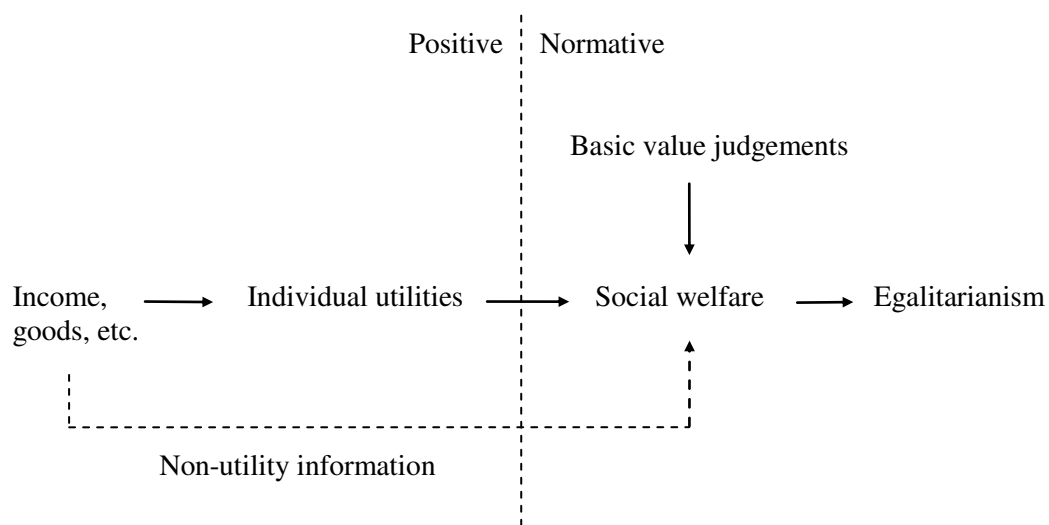 Positive
Normative
Basic value judgements
Income,
goods, etc.
Individual utilities
Social welfare
Egalitarianism
Non-utility information